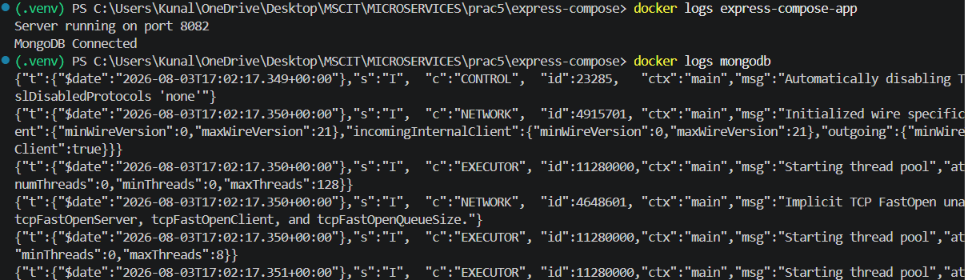 (.venv) PS C:\Users\Kunal\OneDrive\Desktop\MSCIT\MICROSERVICES\prac5\express-compose> docker logs express-compose-app
Server running on port 8082
MongoDB Connected
(.venv) PS C:\Users\Kunal\OneDrive\Desktop\MSCIT\MICROSERVICES\prac5\express-compose> docker logs mongodb
{"t":{"$date":"2026-08-03T17:02:17.349+00:00"},"s":"I",  "c":"CONTROL",  "id":23285,   "ctx":"main","msg":"Automatically disabling T
slDisabledProtocols 'none'"}
{"t":{"$date":"2026-08-03T17:02:17.350+00:00"},"s":"I",  "c":"NETWORK",  "id":4915701, "ctx":"main","msg":"Initialized wire specific
ent":{"minWireVersion":0,"maxWireVersion":21},"incomingInternalClient":{"minWireVersion":0,"maxWireVersion":21},"outgoing":{"minWire
Client":true}}}
{"t":{"$date":"2026-08-03T17:02:17.350+00:00"},"s":"I",  "c":"EXECUTOR", "id":11280000,"ctx":"main","msg":"Starting thread pool","at
numThreads":0,"minThreads":0,"maxThreads":128}}
{"t":{"$date":"2026-08-03T17:02:17.350+00:00"},"s":"I",  "c":"NETWORK",  "id":4648601, "ctx":"main","msg":"Implicit TCP FastOpen una
tcpFastOpenServer, tcpFastOpenClient, and tcpFastOpenQueueSize."}
{"t":{"$date":"2026-08-03T17:02:17.350+00:00"},"s":"I",  "c":"EXECUTOR", "id":11280000,"ctx":"main","msg":"Starting thread pool","at
"minThreads":0,"maxThreads":8}}
{"t":{"$date":"2026-08-03T17:02:17.351+00:00"},"s":"I",  "c":"EXECUTOR", "id":11280000,"ctx":"main","msg":"Starting thread pool","at